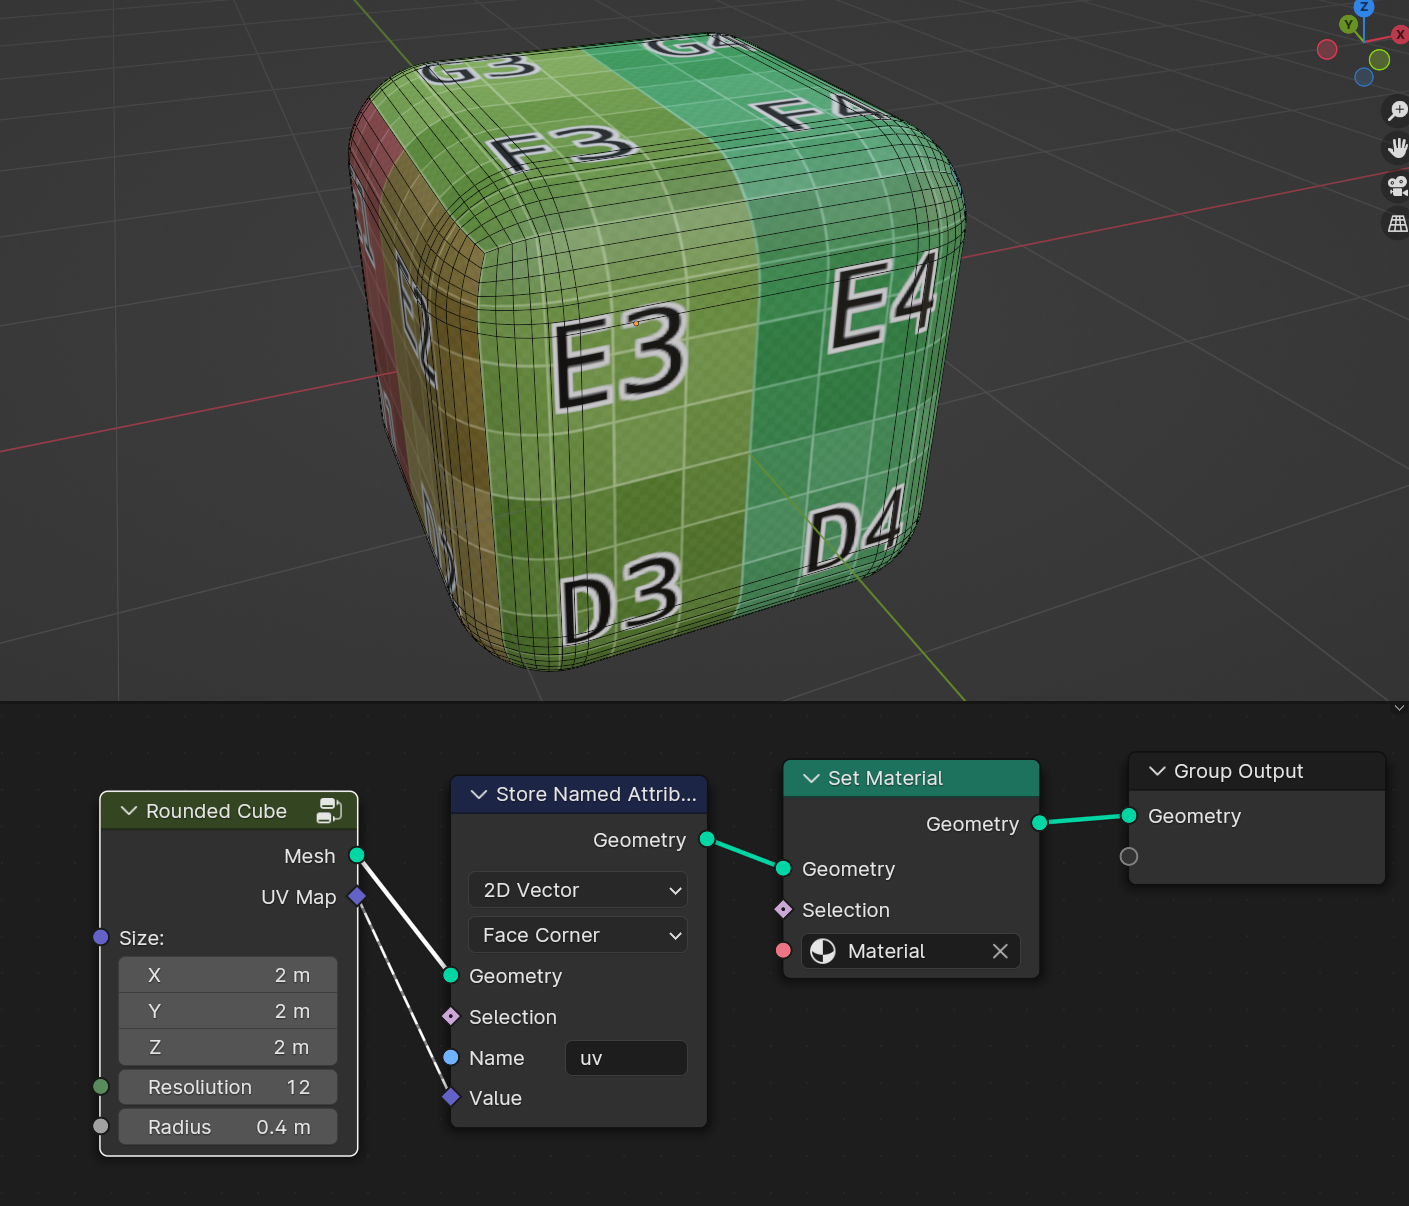 Z
Y
X
G3
F3
F4
E2
E3
E4
D3
D4
Rounded Cube
Mesh
UV Map
Size:
X 2 m
Y 2 m
Z 2 m
Resoliution 12
Radius 0.4 m
Store Named Attrib...
Geometry
2D Vector
Face Corner
Geometry
Selection
Name uv
Value
Set Material
Geometry
Geometry
Selection
Material
Group Output
Geometry